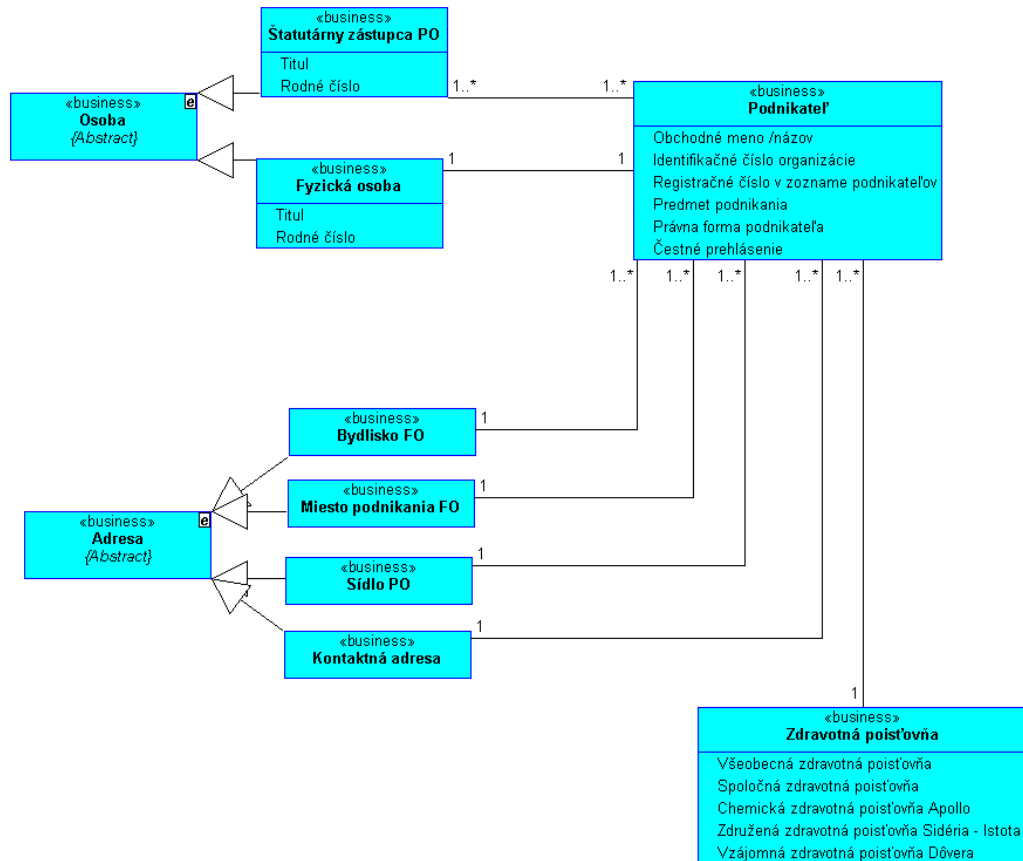 «business»
Štatutárny zástupca PO
Titul
Rodné číslo
«business»
Osoba
{Abstract}
e
1..*
1..*
«business»
Podnikateľ
Obchodné meno /názov
Identifikačné číslo organizácie
Registračné číslo v zozname podnikateľov
Predmet podnikania
Právna forma podnikateľa
Čestné prehlásenie
«business»
Fyzická osoba
Titul
Rodné číslo
1
1
1..*
1..*
1..*
1..*
1..*
«business»
Bydlisko FO
1
«business»
Miesto podnikania FO
1
«business»
Adresa
{Abstract}
e
«business»
Sídlo PO
1
«business»
Kontaktná adresa
1
1
«business»
Zdravotná poisťovňa
Všeobecná zdravotná poisťovňa
Spoločná zdravotná poisťovňa
Chemická zdravotná poisťovňa Apollo
Združená zdravotná poisťovňa Sidéria - Istota
Vzájomná zdravotná poisťovňa Dôvera